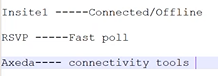 Insite1 -----Connected/Offline
RSVP -----Fast poll
Axeda---- connectivity tools